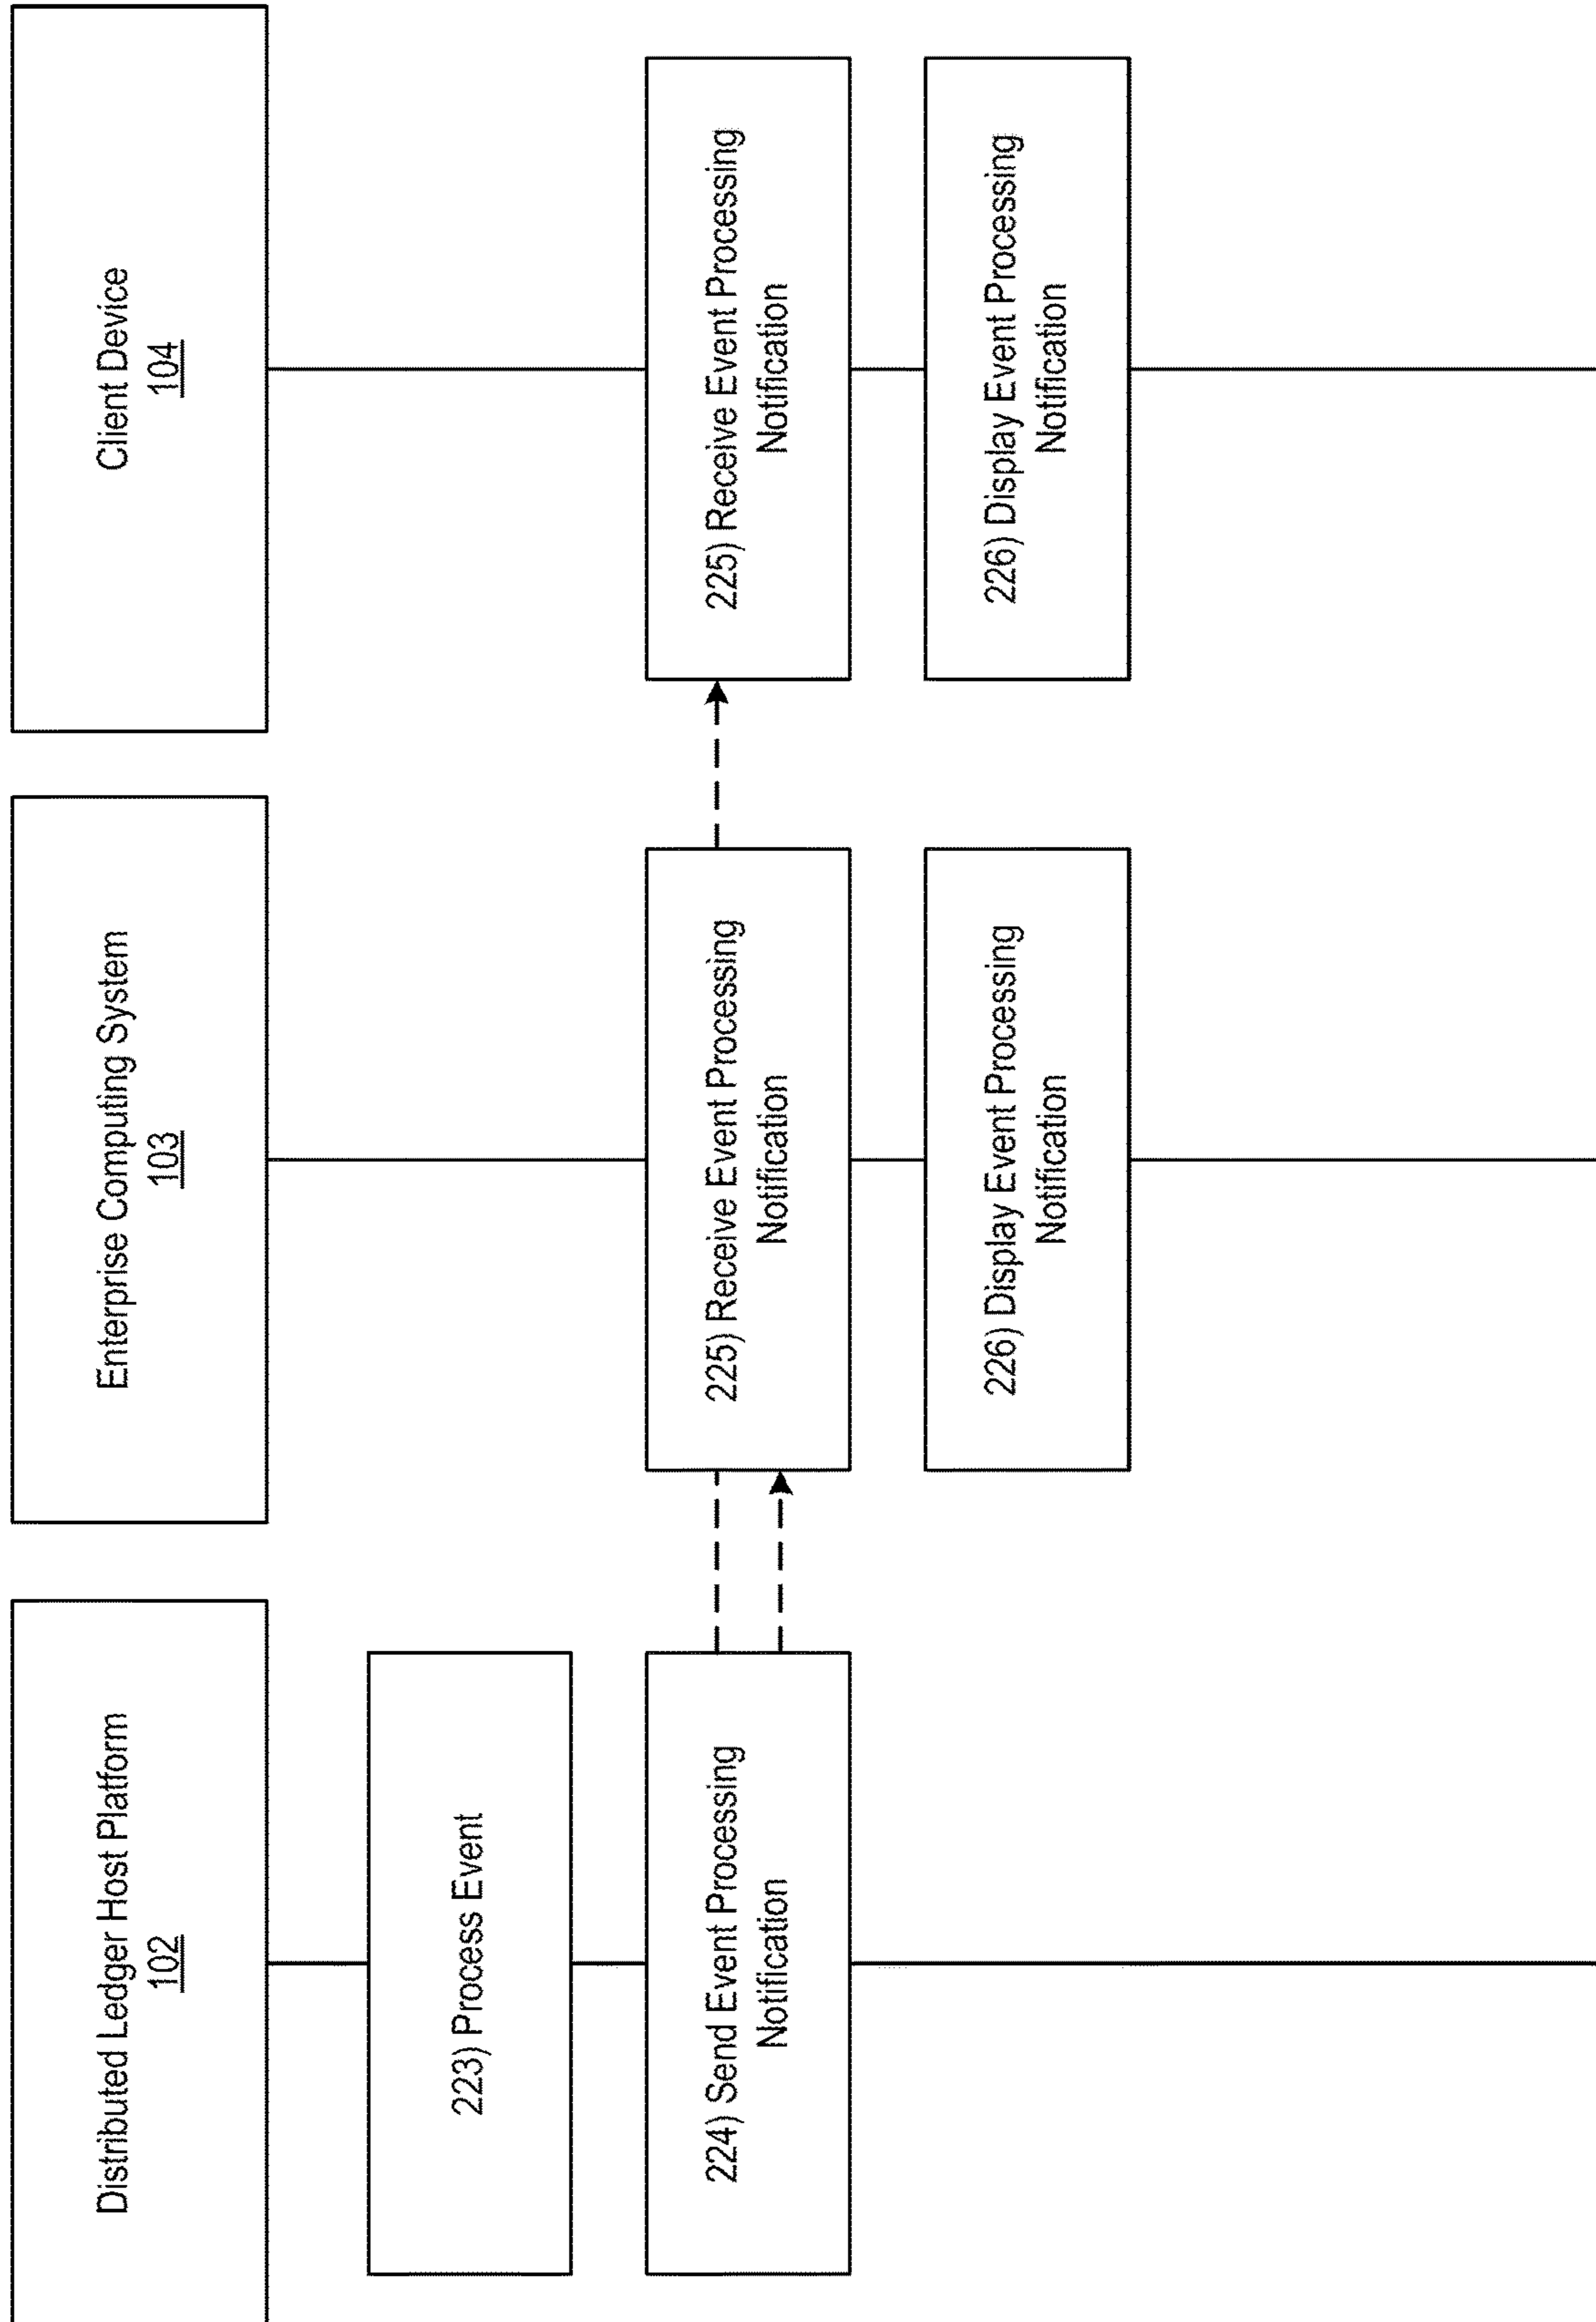 Distributed Ledger Host Platform
102
Enterprise Computing System
103
Client Device
104
223) Process Event
224) Send Event Processing
Notification
225) Receive Event Processing
Notification
225) Receive Event Processing
Notification
226) Display Event Processing
Notification
226) Display Event Processing
Notification